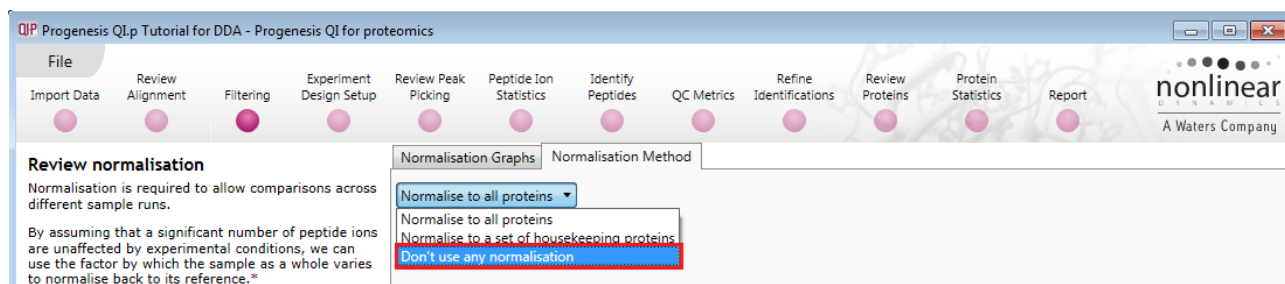 QIP Progenesis QI.p Tutorial for DDA - Progenesis QI for proteomics
File
Import Data
Review Alignment
Filtering
Experiment Design Setup
Review Peak Picking
Peptide Ion Statistics
Identify Peptides
QC Metrics
Refine Identifications
Review Proteins
Protein Statistics
Report
nonlinear
DYNAMICS
A Waters Company
Review normalisation
Normalisation is required to allow comparisons across
different sample runs.
By assuming that a significant number of peptide ions
are unaffected by experimental conditions, we can
use the factor by which the sample as a whole varies
to normalise back to its reference.*
Normalisation Graphs
Normalisation Method
Normalise to all proteins
Normalise to all proteins
Normalise to a set of housekeeping proteins
Don't use any normalisation